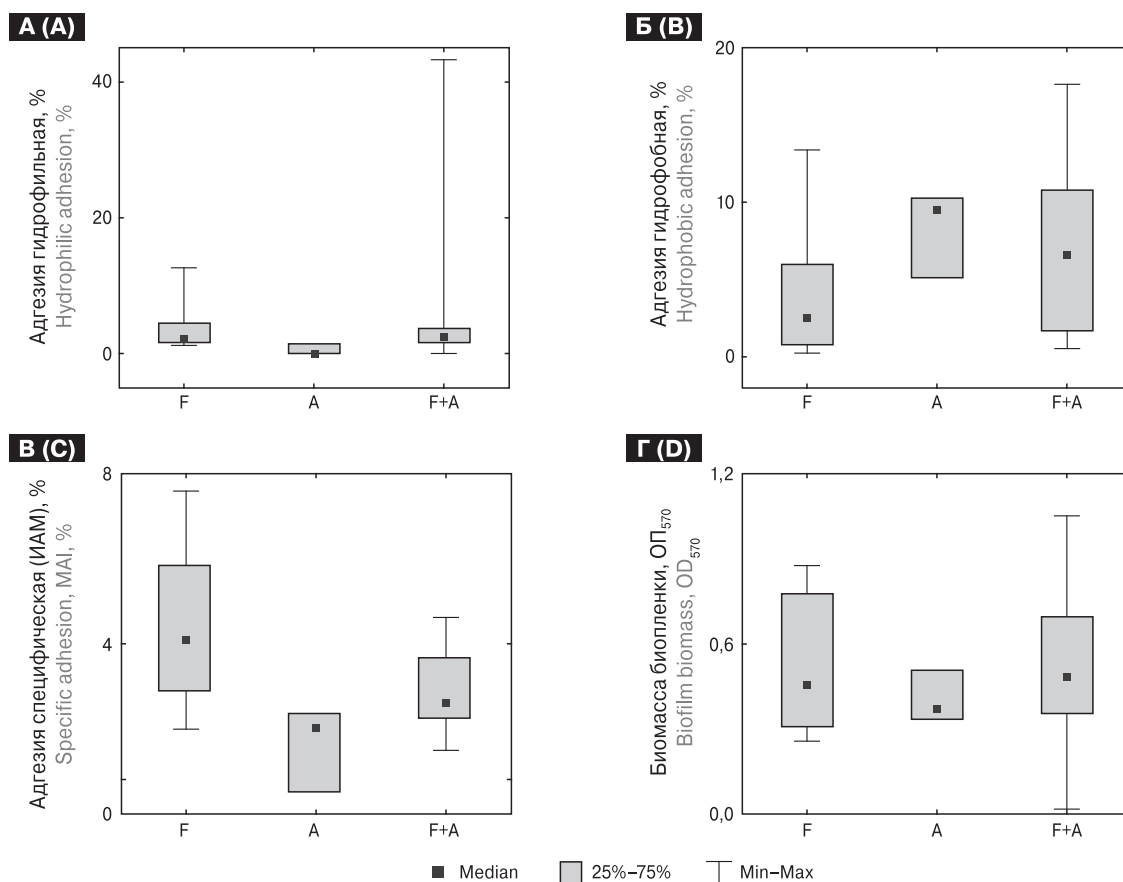 А (A)
Адгезия гидрофильная, %
Hydrophilic adhesion, %
40
20
0
F
A
F+A
Б (B)
Адгезия гидрофобная, %
Hydrophobic adhesion, %
20
10
0
F
A
F+A
В (C)
Адгезия специфическая (ИАМ), %
Specific adhesion, MAI, %
8
4
0
F
A
F+A
Г (D)
Биомасса биопленки, ОП₅₇₀
Biofilm biomass, OD₅₇₀
1,2
0,6
0,0
F
A
F+A
Median
25%–75%
Min–Max